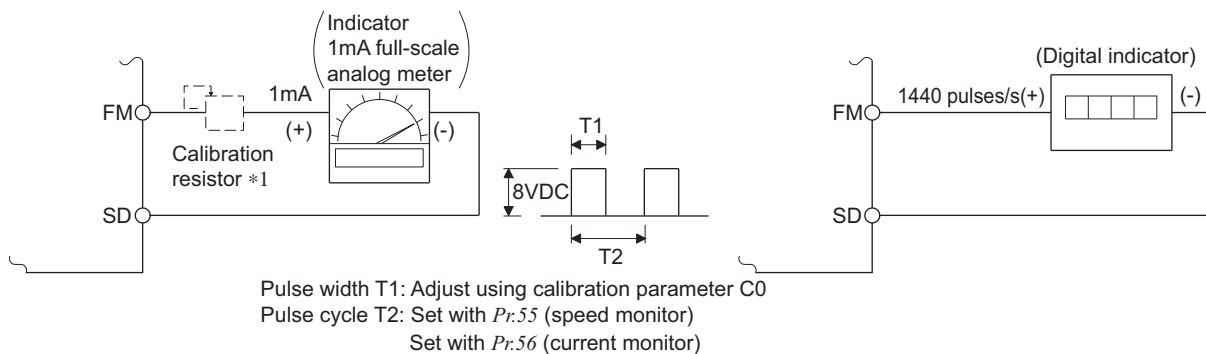 Indicator
1mA full-scale
analog meter
FM
1mA
(+)
(-)
Calibration
resistor *1
SD
T1
8VDC
T2
(Digital indicator)
FM
1440 pulses/s(+)
(-)
SD
Pulse width T1: Adjust using calibration parameter C0
Pulse cycle T2: Set with Pr.55 (speed monitor)
Set with Pr.56 (current monitor)